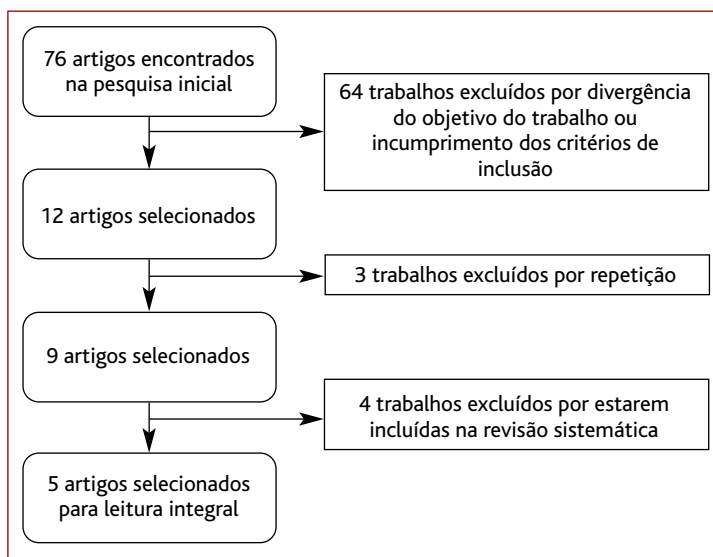 76 artigos encontrados
na pesquisa inicial
64 trabalhos excluídos por divergência
do objetivo do trabalho ou
incumprimento dos critérios de
inclusão
12 artigos selecionados
3 trabalhos excluídos por repetição
9 artigos selecionados
4 trabalhos excluídos por estarem
incluídas na revisão sistemática
5 artigos selecionados
para leitura integral